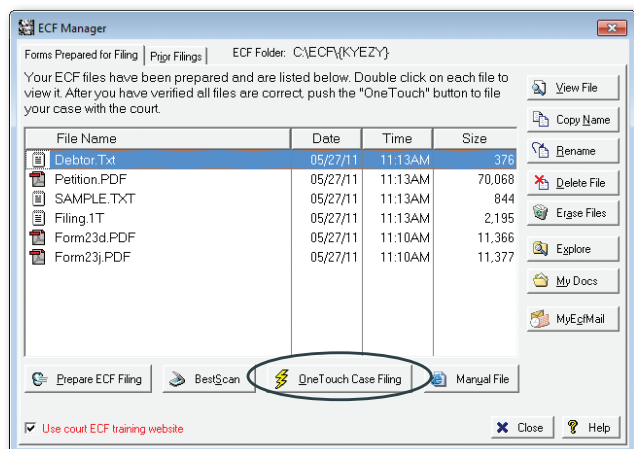 ECF Manager
Forms Prepared for Filing Prior Filings ECF Folder: C:\ECF\{KYEZY}
Your ECF files have been prepared and are listed below. Double click on each file to
view it. After you have verified all files are correct, push the "OneTouch" button to file
your case with the court.
File Name Date Time Size
Debtor.Txt 05/27/11 11:13AM 376
Petition.PDF 05/27/11 11:13AM 70,068
SAMPLE.TXT 05/27/11 11:13AM 844
Filing.1T 05/27/11 11:13AM 2,195
Form23d.PDF 05/27/11 11:10AM 11,366
Form23j.PDF 05/27/11 11:10AM 11,377
View File
Copy Name
Rename
Delete File
Erase Files
Explore
My Docs
MyEcfMail
Prepare ECF Filing BestScan OneTouch Case Filing Manual File
Use court ECF training website Close Help